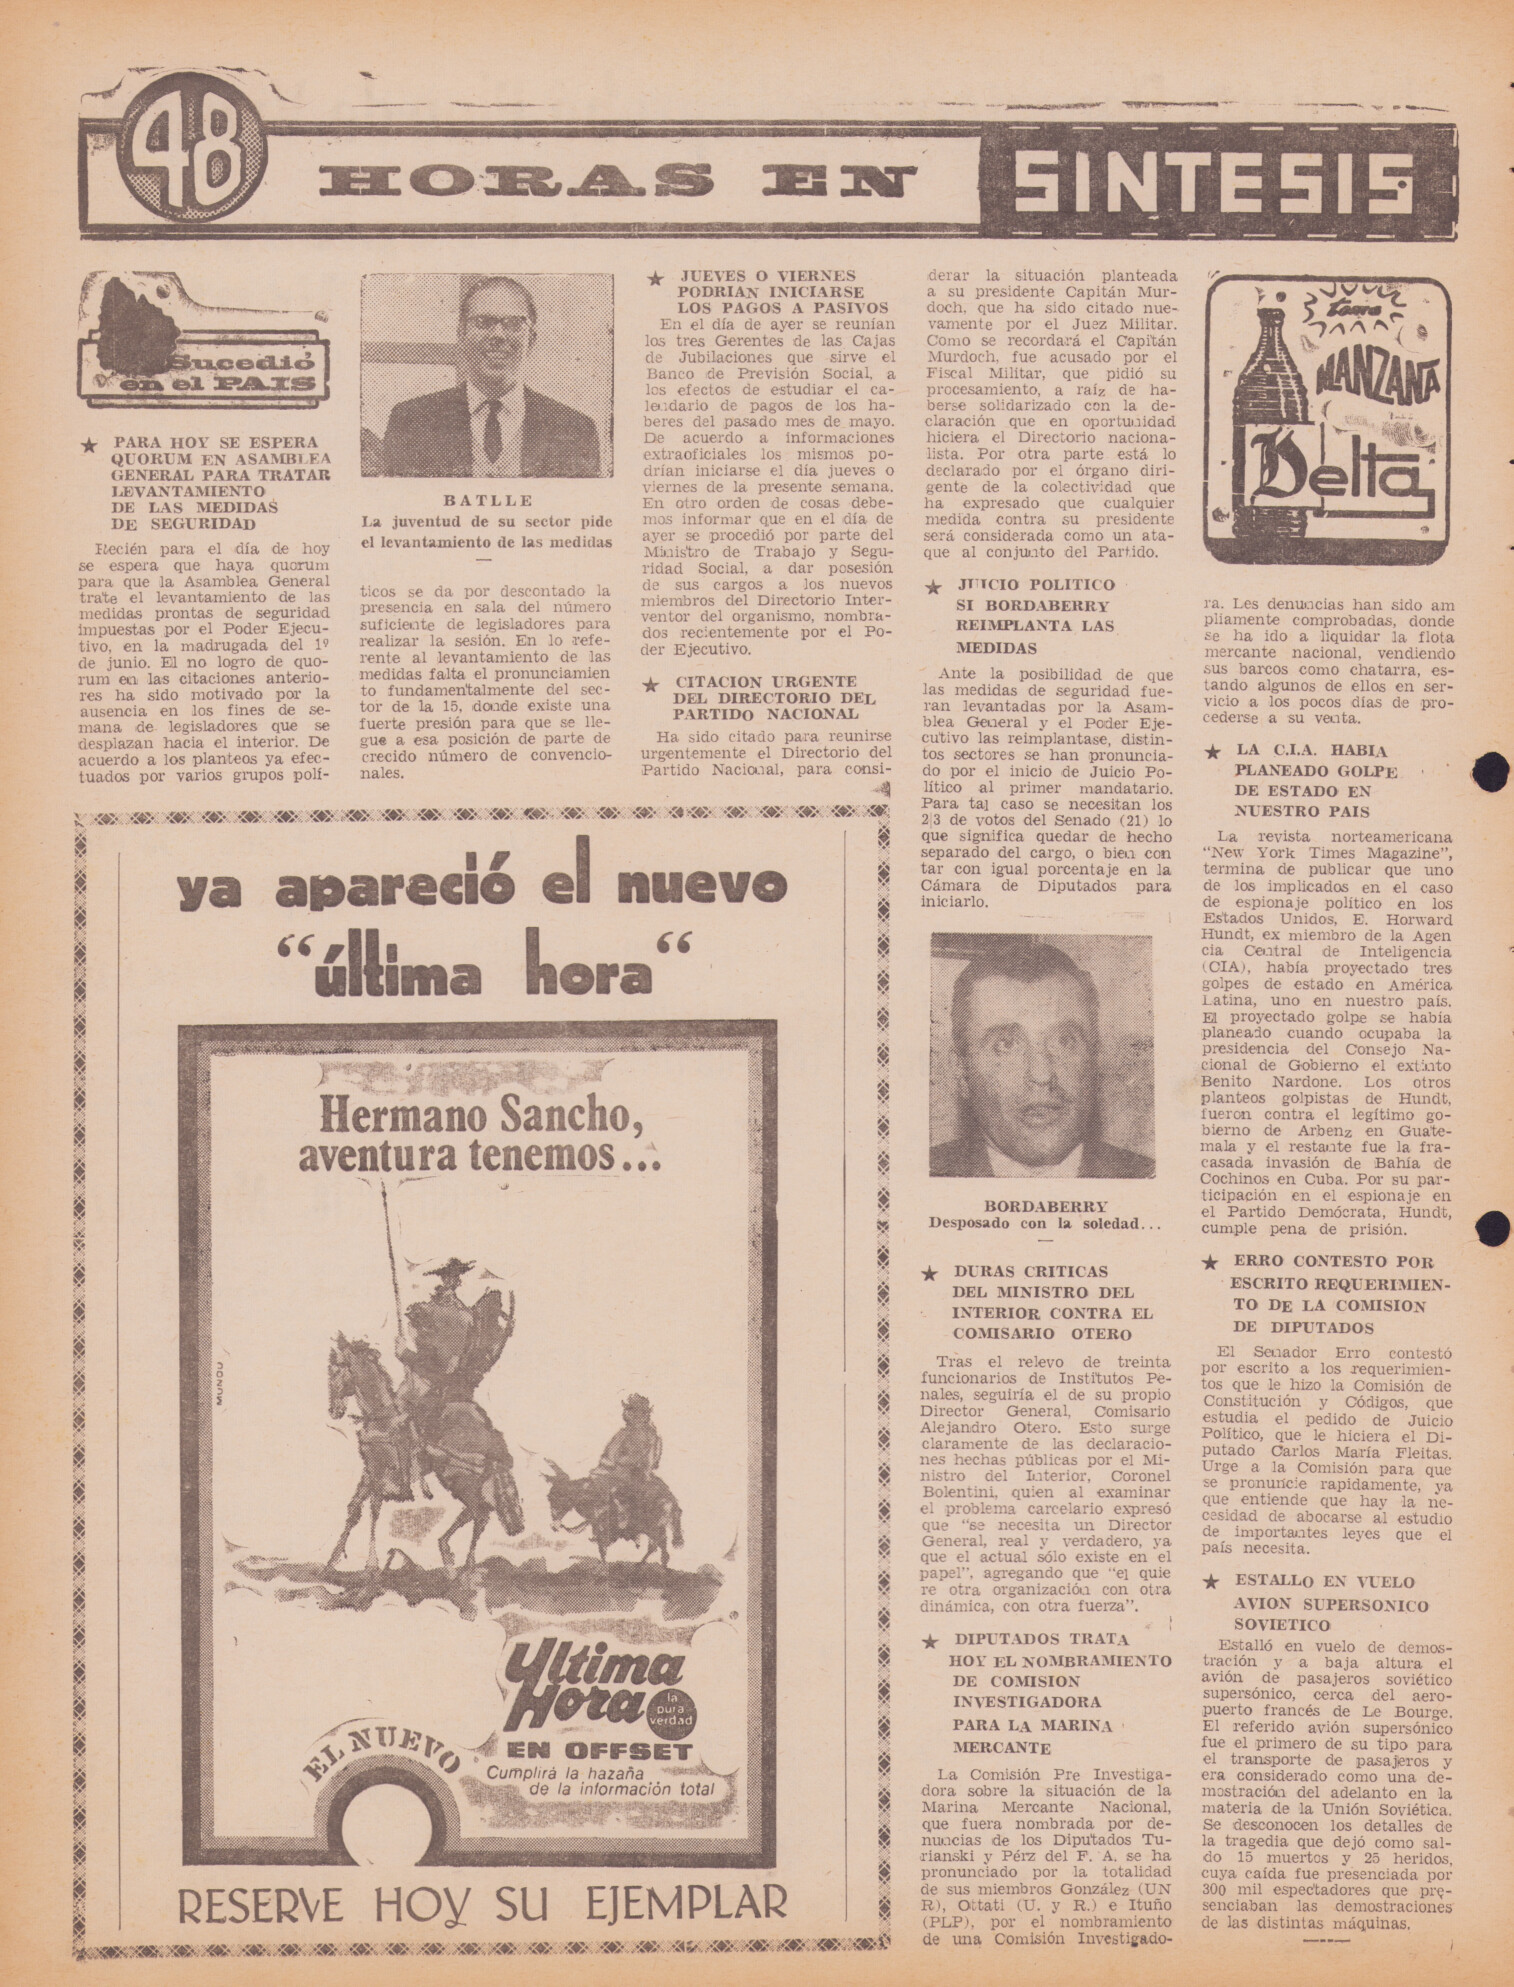 48 HORAS EN SINTESIS
Sucedió
en el PAIS
★ PARA HOY SE ESPERA
QUORUM EN ASAMBLEA
GENERAL PARA TRATAR
LEVANTAMIENTO
DE LAS MEDIDAS
DE SEGURIDAD
Recién para el día de hoy
se espera que haya quorum
para que la Asamblea General
trate el levantamiento de las
medidas prontas de seguridad
impuestas por el Poder Ejecu-
tivo, en la madrugada del 1º
de junio. El no logro de quo-
rum en las citaciones anterio-
res ha sido motivado por la
ausencia en los fines de se-
mana de legisladores que se
desplazan hacia el interior. De
acuerdo a los planteos ya efec-
tuados por varios grupos polí-
BATLLE
La juventud de su sector pide
el levantamiento de las medidas
ticos se da por descontado la
presencia en sala del número
suficiente de legisladores para
realizar la sesión. En lo refe-
rente al levantamiento de las
medidas falta el pronunciamien
to fundamentalmente del sec-
tor de la 15, donde existe una
fuerte presión para que se lle-
gue a esa posición de parte de
crecido número de convencio-
nales.
★ JUEVES O VIERNES
PODRIAN INICIARSE
LOS PAGOS A PASIVOS
En el día de ayer se reunían
los tres Gerentes de las Cajas
de Jubilaciones que sirve el
Banco de Previsión Social, a
los efectos de estudiar el ca-
lendario de pagos de los ha-
beres del pasado mes de mayo.
De acuerdo a informaciones
extraoficiales los mismos po-
drían iniciarse el día jueves o
viernes de la presente semana.
En otro orden de cosas debe-
mos informar que en el día de
ayer se procedió por parte del
Ministro de Trabajo y Segu-
ridad Social, a dar posesión
de sus cargos a los nuevos
miembros del Directorio Inter-
ventor del organismo, nombra-
dos recientemente por el Po-
der Ejecutivo.
★ CITACION URGENTE
DEL DIRECTORIO DEL
PARTIDO NACIONAL
Ha sido citado para reunirse
urgentemente el Directorio del
Partido Nacional, para consi-
derar la situación planteada
a su presidente Capitán Mur-
doch, que ha sido citado nue-
vamente por el Juez Militar.
Como se recordará el Capitán
Murdoch, fue acusado por el
Fiscal Militar, que pidió su
procesamiento, a raíz de ha-
berse solidarizado con la de-
claración que en oportunidad
hiciera el Directorio naciona-
lista. Por otra parte está lo
declarado por el órgano diri-
gente de la colectividad que
ha expresado que cualquier
medida contra su presidente
será considerada como un ata-
que al conjunto del Partido.
★ JUICIO POLITICO
SI BORDABERRY
REIMPLANTA LAS
MEDIDAS
Ante la posibilidad de que
las medidas de seguridad fue-
ran levantadas por la Asam-
blea General y el Poder Eje-
cutivo las reimplantase, distin-
tos sectores se han pronuncia-
do por el inicio de Juicio Po-
lítico al primer mandatario.
Para tal caso se necesitan los
2|3 de votos del Senado (21) lo
que significa quedar de hecho
separado del cargo, o bien con
tar con igual porcentaje en la
Cámara de Diputados para
iniciarlo.
BORDABERRY
Desposado con la soledad...
★ DURAS CRITICAS
DEL MINISTRO DEL
INTERIOR CONTRA EL
COMISARIO OTERO
Tras el relevo de treinta
funcionarios de Institutos Pe-
nales, seguiría el de su propio
Director General, Comisario
Alejandro Otero. Esto surge
claramente de las declaracio-
nes hechas públicas por el Mi-
nistro del Interior, Coronel
Bolentini, quien al examinar
el problema carcelario expresó
que "se necesita un Director
General, real y verdadero, ya
que el actual sólo existe en el
papel", agregando que "el quie
re otra organización con otra
dinámica, con otra fuerza".
★ DIPUTADOS TRATA
HOY EL NOMBRAMIENTO
DE COMISION
INVESTIGADORA
PARA LA MARINA
MERCANTE
La Comisión Pre Investiga-
dora sobre la situación de la
Marina Mercante Nacional,
que fuera nombrada por de-
nuncias de los Diputados Tu-
rianski y Pérz del F. A. se ha
pronunciado por la totalidad
de sus miembros González (UN
R), Ottati (U. y R.) e Ituño
(PLP), por el nombramiento
de una Comisión Investigado-
tome
MANZANA
Delta
ra. Les denuncias han sido am
pliamente comprobadas, donde
se ha ido a liquidar la flota
mercante nacional, vendiendo
sus barcos como chatarra, es-
tando algunos de ellos en ser-
vicio a los pocos días de pro-
cederse a su venta.
★ LA C.I.A. HABIA
PLANEADO GOLPE
DE ESTADO EN
NUESTRO PAIS
La revista norteamericana
"New York Times Magazine",
termina de publicar que uno
de los implicados en el caso
de espionaje político en los
Estados Unidos, E. Horward
Hundt, ex miembro de la Agen
cia Central de Inteligencia
(CIA), había proyectado tres
golpes de estado en América
Latina, uno en nuestro país.
El proyectado golpe se había
planeado cuando ocupaba la
presidencia del Consejo Na-
cional de Gobierno el extinto
Benito Nardone. Los otros
planteos golpistas de Hundt,
fueron contra el legítimo go-
bierno de Arbenz en Guate-
mala y el restante fue la fra-
casada invasión de Bahía de
Cochinos en Cuba. Por su par-
ticipación en el espionaje en
el Partido Demócrata, Hundt,
cumple pena de prisión.
★ ERRO CONTESTO POR
ESCRITO REQUERIMIEN-
TO DE LA COMISION
DE DIPUTADOS
El Senador Erro contestó
por escrito a los requerimien-
tos que le hizo la Comisión de
Constitución y Códigos, que
estudia el pedido de Juicio
Político, que le hiciera el Di-
putado Carlos María Fleitas.
Urge a la Comisión para que
se pronuncie rapidamente, ya
que entiende que hay la ne-
cesidad de abocarse al estudio
de importantes leyes que el
país necesita.
★ ESTALLO EN VUELO
AVION SUPERSONICO
SOVIETICO
Estalló en vuelo de demos-
tración y a baja altura el
avión de pasajeros soviético
supersónico, cerca del aero-
puerto francés de Le Bourge.
El referido avión supersónico
fue el primero de su tipo para
el transporte de pasajeros y
era considerado como una de-
mostración del adelanto en la
materia de la Unión Soviética.
Se desconocen los detalles de
la tragedia que dejó como sal-
do 15 muertos y 25 heridos,
cuya caída fue presenciada por
300 mil espectadores que pre-
senciaban las demostraciones
de las distintas máquinas.
ya apareció el nuevo
"última hora"
Hermano Sancho,
aventura tenemos...
MUNOZU
Ultima
Hora
la
pura
verdad
EN OFFSET
Cumplirá la hazaña
de la información total
EL NUEVO
RESERVE HOY SU EJEMPLAR